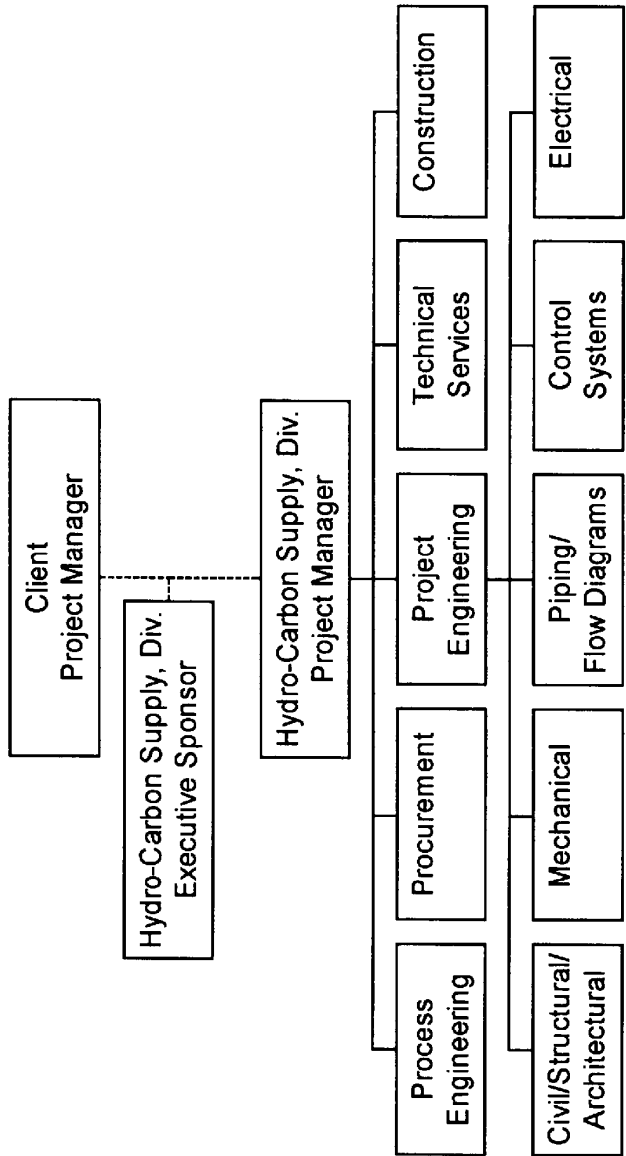 Client
Project Manager
Hydro-Carbon Supply, Div.
Executive Sponsor
Hydro-Carbon Supply, Div.
Project Manager
Process
Engineering
Procurement
Project
Engineering
Technical
Services
Construction
Civil/Structural/
Architectural
Mechanical
Piping/
Flow Diagrams
Control
Systems
Electrical